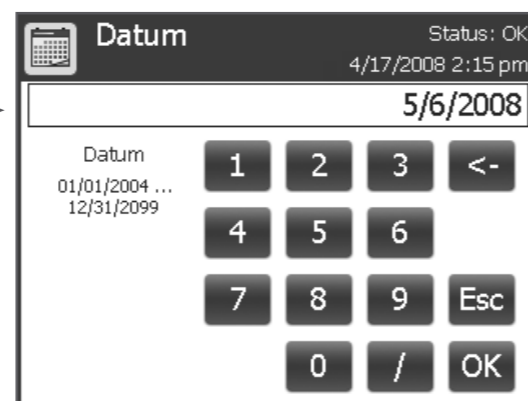 Datum
Status: OK
4/17/2008 2:15 pm
5/6/2008
Datum
01/01/2004 ...
12/31/2099
1 2 3 <-
4 5 6
7 8 9 Esc
0 / OK